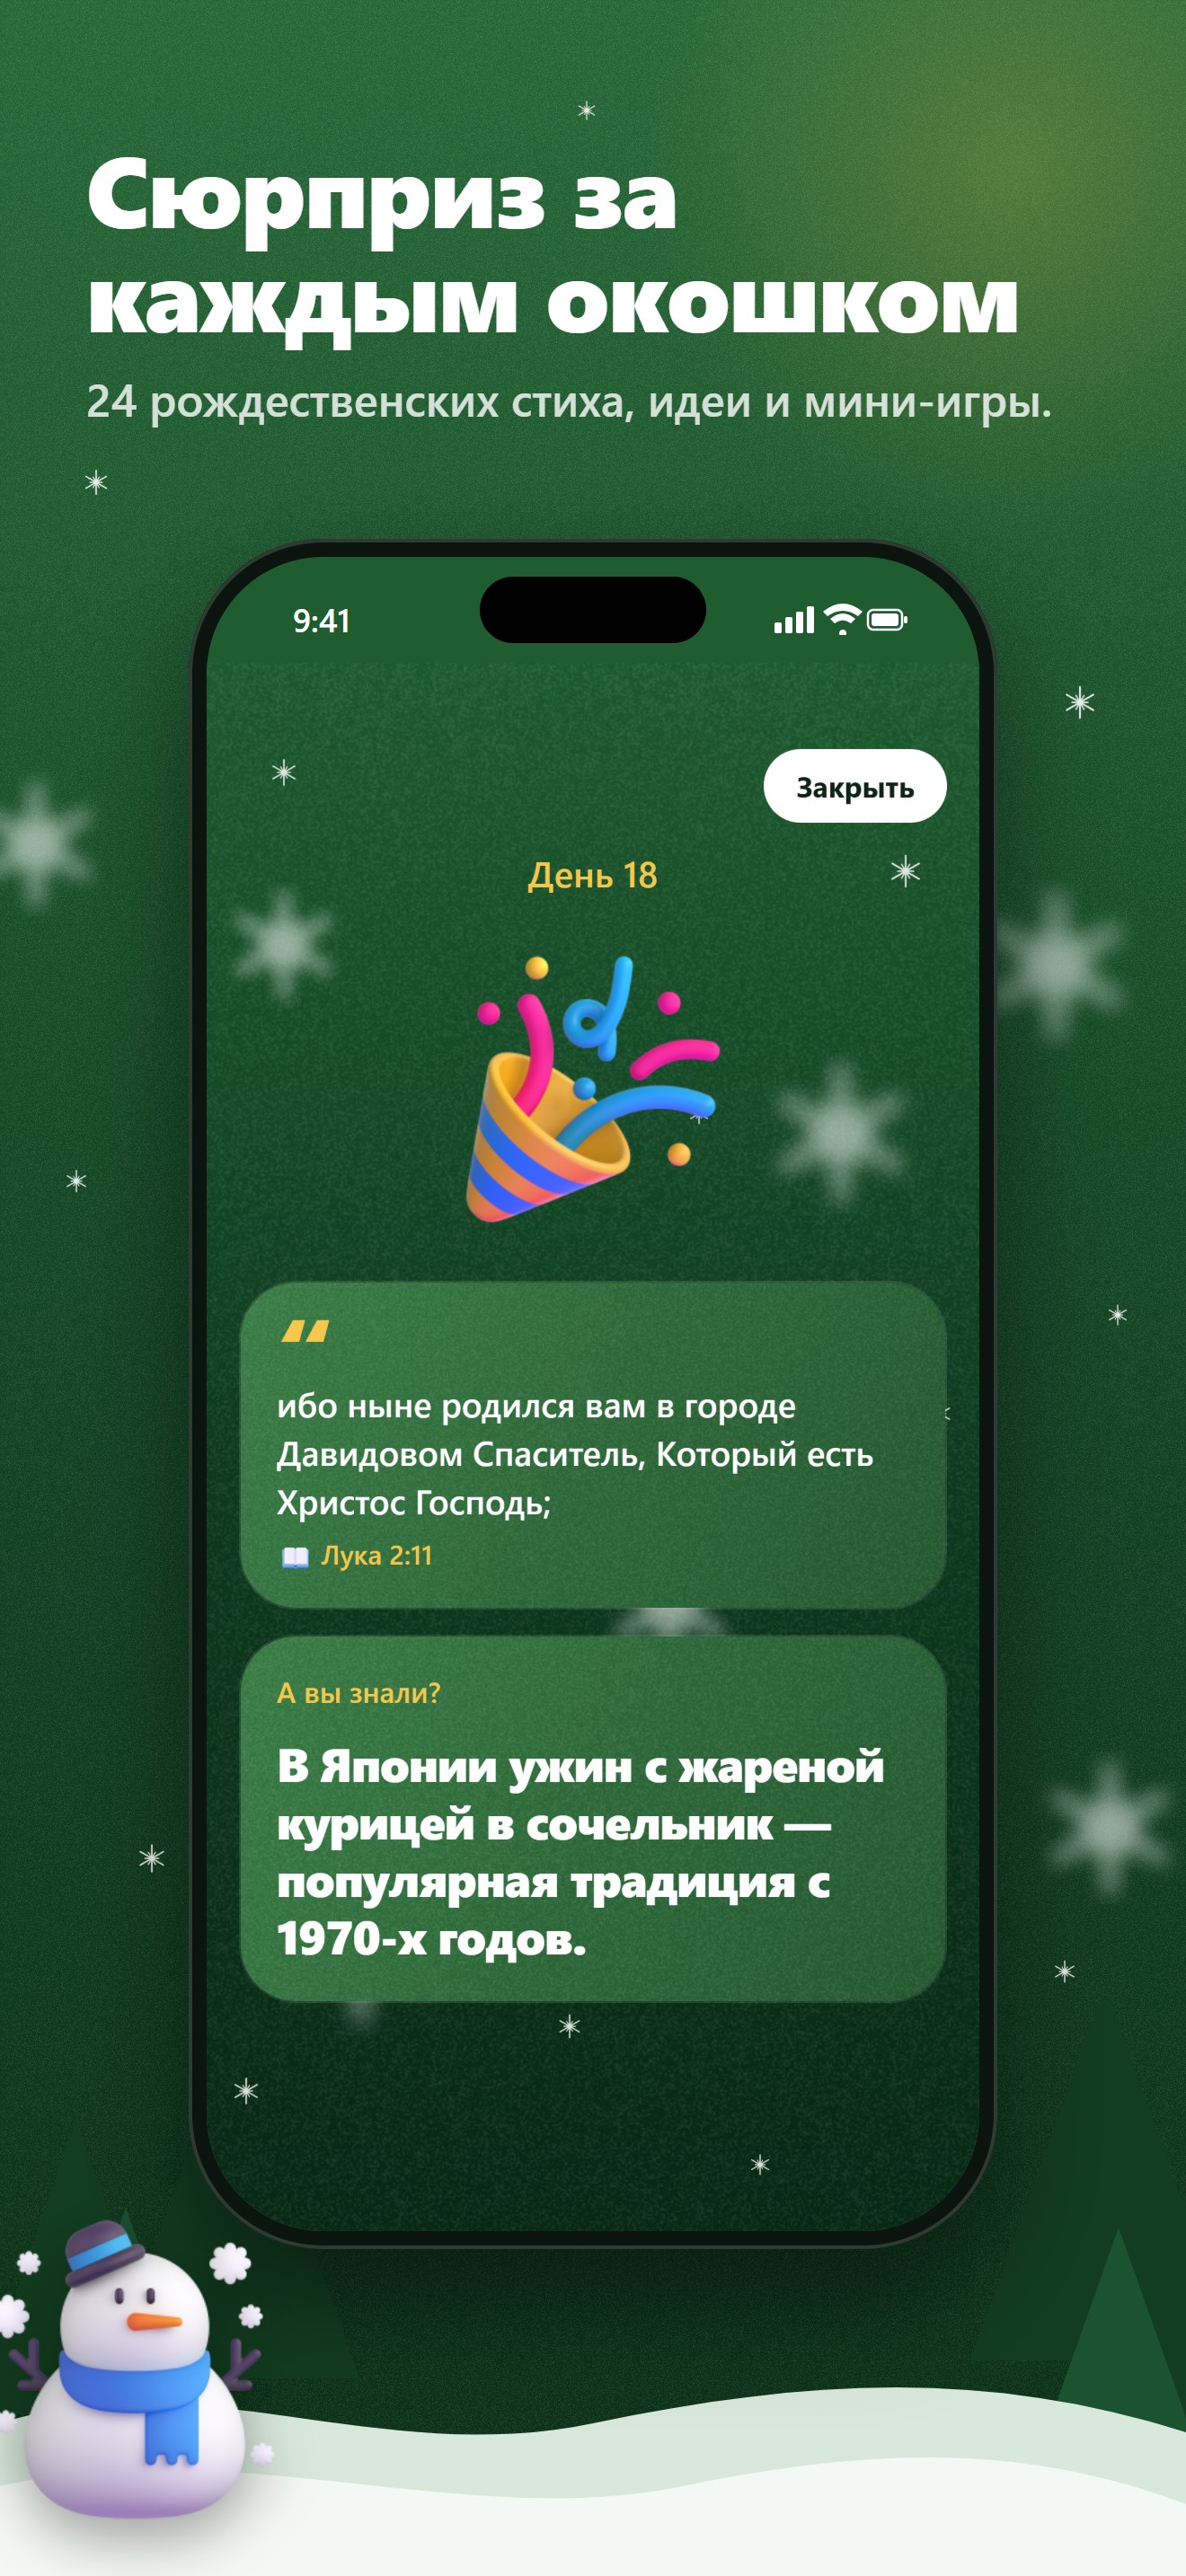 Сюрприз за
каждым окошком
24 рождественских стиха, идеи и мини-игры.
9:41
Закрыть
День 18
“
ибо ныне родился вам в городе
Давидовом Спаситель, Который есть
Христос Господь;
Лука 2:11
А вы знали?
В Японии ужин с жареной
курицей в сочельник —
популярная традиция с
1970-х годов.